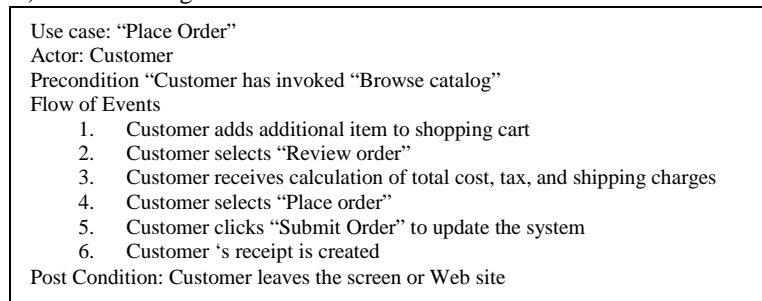 Use case: “Place Order”
Actor: Customer
Precondition “Customer has invoked “Browse catalog”
Flow of Events
1. Customer adds additional item to shopping cart
2. Customer selects “Review order”
3. Customer receives calculation of total cost, tax, and shipping charges
4. Customer selects “Place order”
5. Customer clicks “Submit Order” to update the system
6. Customer ‘s receipt is created
Post Condition: Customer leaves the screen or Web site